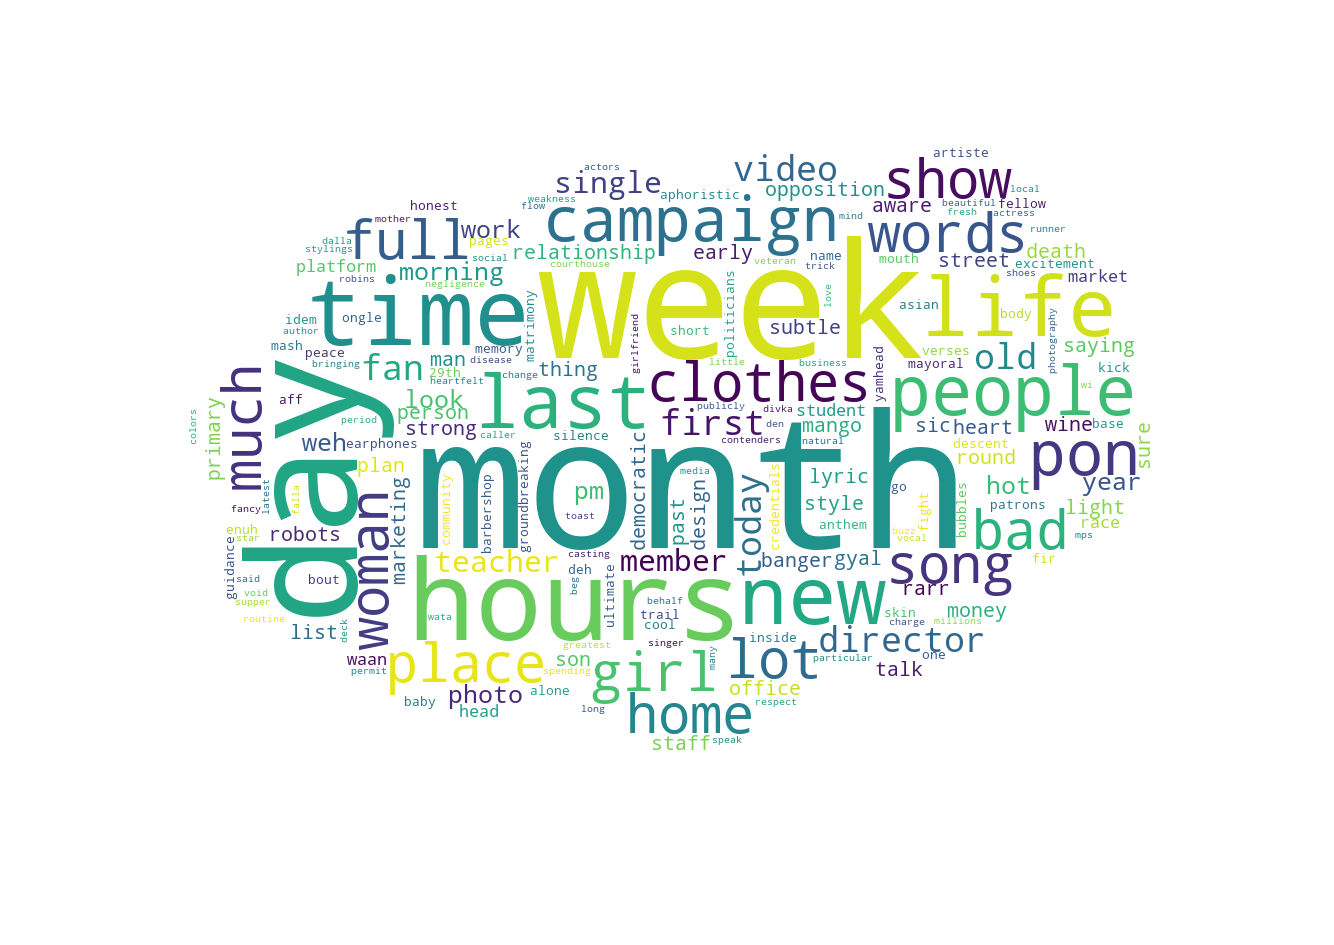 artiste
actors
video
show
single
aphoristic
opposition
local
weakness
beautiful
fellow
honest
flow
campaign
mind
aware
fresh
actress
mother
full
work
words
runner
dalla
pages
relationship
early
name
street
death
stylings
social
courthouse
veteran
trick
mouth
excitement
platform
morning
week
shoes
market
robins
negligence
time
life
love
asian
body
idem
ongle
matrimony
short
politicians
subtle
photography
author
girlfriend
mash
peace
memory
verses
old
saying
bringing
fan
man
disease
thing
little
business
mayoral
kick
29th
heartfelt
change
clothes
yamhead
people
wi
day
look
last
aff
much
person
publicly
divka
student
colors
primary
period
strong
caller
first
den
mango
sic
heart
wine
base
weh
earphones
silence
contenders
natural
descent
pon
sure
plan
month
media
round
latest
falla
marketing
community
barbershop
groundbreaking
pm
democratic
past
design
today
credentials
lyric
go
hot
year
fancy
toast
style
fight
bubbles
patrons
light
enuh
star
robots
anthem
buzz
vocal
bad
race
mps
guidance
woman
teacher
casting
member
banger
gyal
song
fir
said
bout
deh
void
hours
beg
ultimate
new
rarr
supper
behalf
skin
money
routine
wata
trail
cool
charge
millions
list
deck
singer
inside
director
one
waan
place
greatest
lot
particular
talk
permit
son
girl
many
spending
baby
photo
alone
office
respect
head
long
home
staff
speak